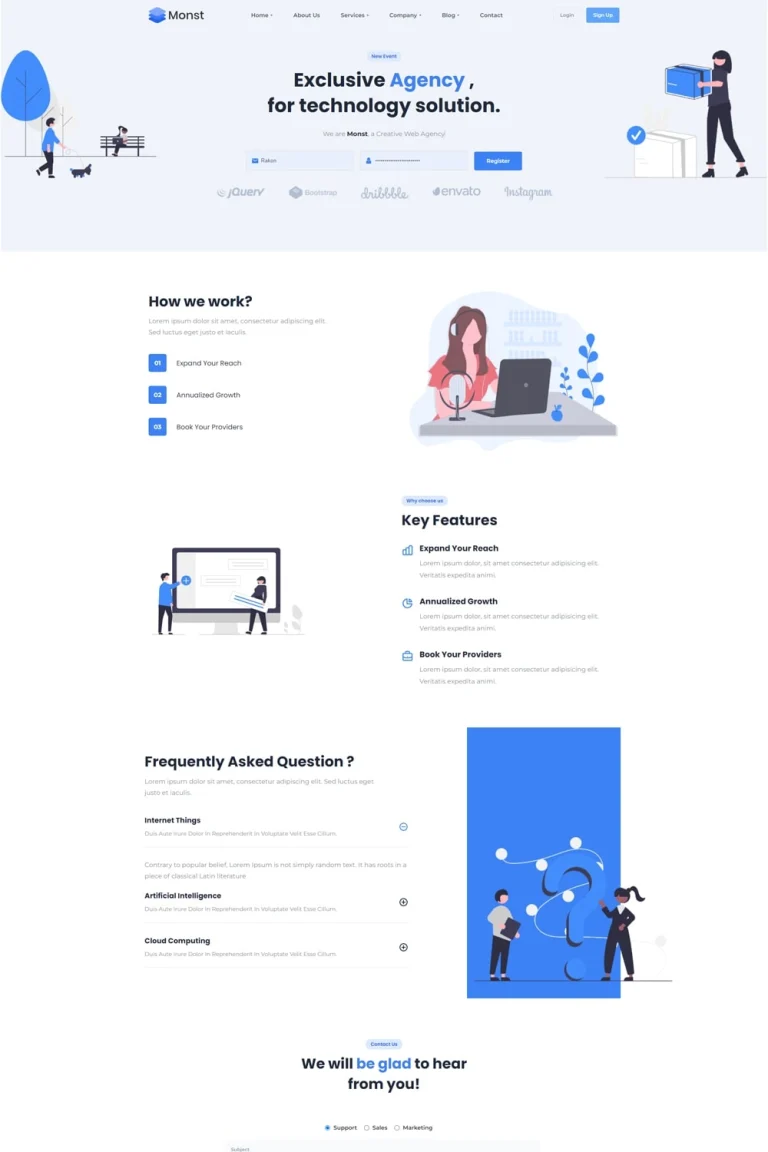 Monst
Home
About Us
Services
Company
Blog
Contact
Login
Sign Up
New Event
Exclusive Agency ,
for technology solution.
We are Monst, a Creative Web Agency
Rakon
Register
jQuery
Bootstrap
dribbble
envato
Instagram
How we work?
Lorem ipsum dolor sit amet, consectetur adipiscing elit.
Sed luctus eget justo et iaculis.
01 Expand Your Reach
02 Annualized Growth
03 Book Your Providers
Why choose us
Key Features
Expand Your Reach
Lorem ipsum dolor, sit amet consectetur adipiscing elit.
Veritatis expedita animi.
Annualized Growth
Lorem ipsum dolor, sit amet consectetur adipiscing elit.
Veritatis expedita animi.
Book Your Providers
Lorem ipsum dolor, sit amet consectetur adipiscing elit.
Veritatis expedita animi.
Frequently Asked Question ?
Lorem ipsum dolor sit amet, consectetur adipiscing elit. Sed luctus eget
justo et iaculis.
Internet Things
Duis Aute Irure Dolor In Reprehenderit In Voluptate Velit Esse Cillum.
Contrary to popular belief, Lorem Ipsum is not simply random text. It has roots in a
piece of classical Latin literature
Artificial Intelligence
Duis Aute Irure Dolor In Reprehenderit In Voluptate Velit Esse Cillum.
Cloud Computing
Duis Aute Irure Dolor In Reprehenderit In Voluptate Velit Esse Cillum.
Contact Us
We will be glad to hear
from you!
Support
Sales
Marketing
Subject